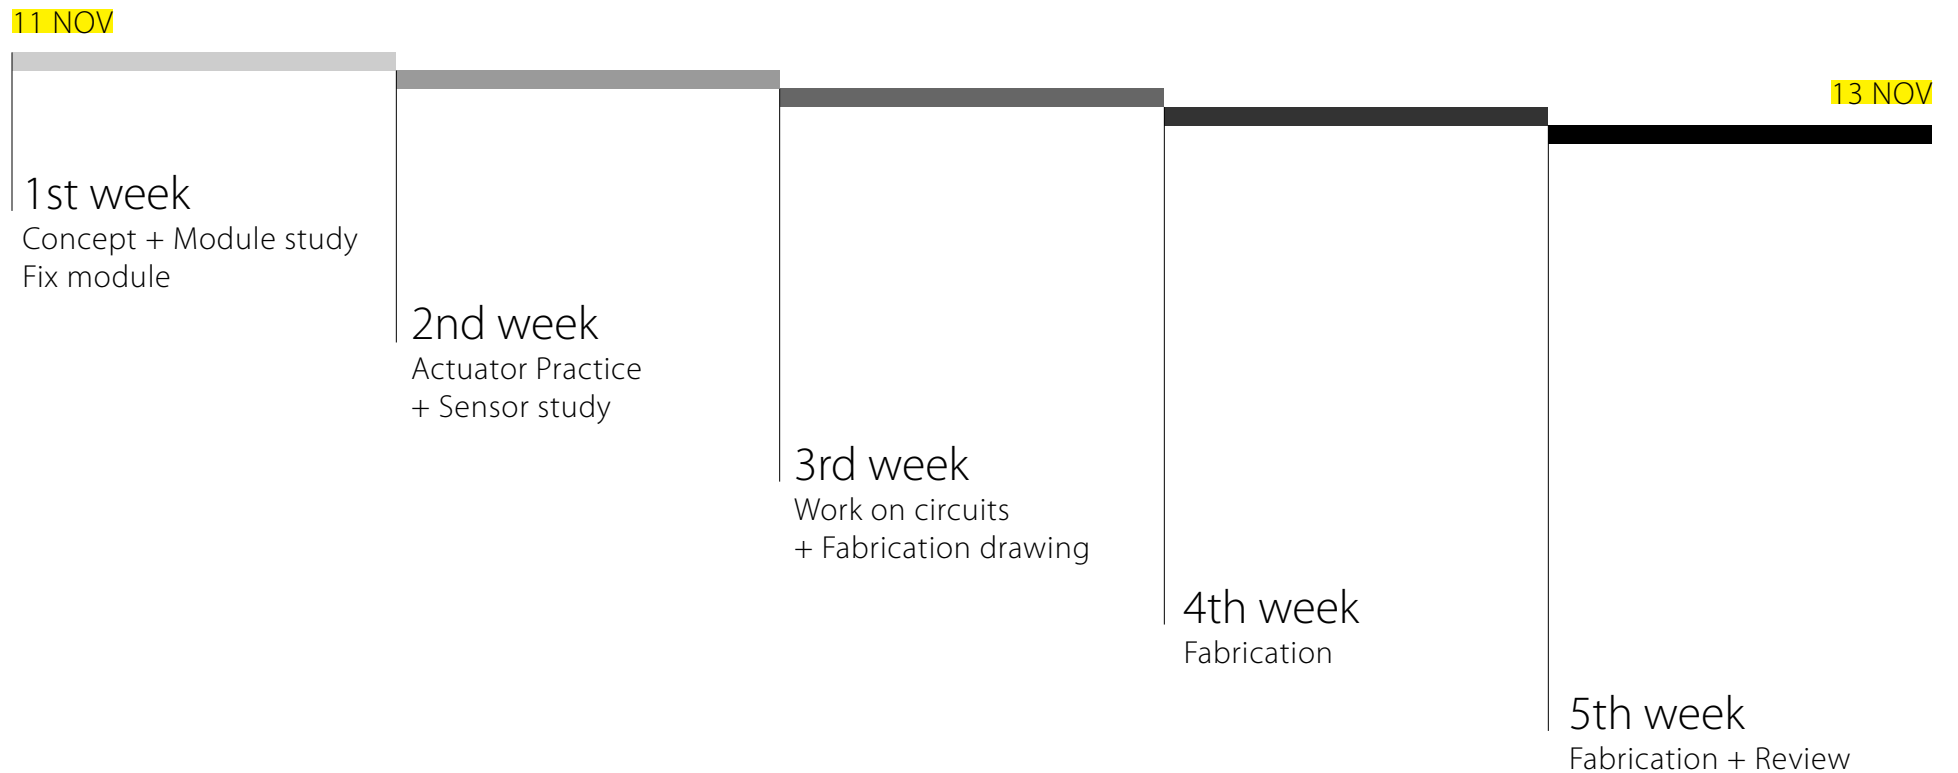 11 NOV
13 NOV
1st week
Concept + Module study
Fix module
2nd week
Actuator Practice
+ Sensor study
3rd week
Work on circuits
+ Fabrication drawing
4th week
Fabrication
5th week
Fabrication + Review